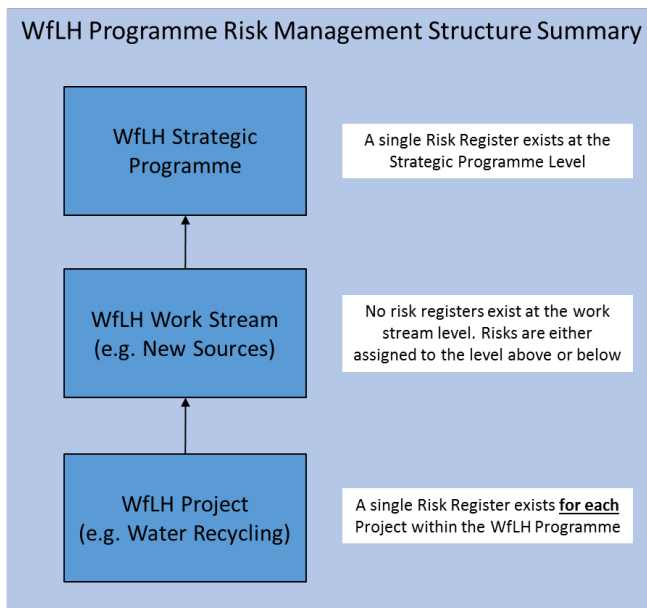 WfLH Programme Risk Management Structure Summary
WfLH Strategic
Programme
A single Risk Register exists at the
Strategic Programme Level
WfLH Work Stream
(e.g. New Sources)
No risk registers exist at the work
stream level. Risks are either
assigned to the level above or below
WfLH Project
(e.g. Water Recycling)
A single Risk Register exists for each
Project within the WfLH Programme